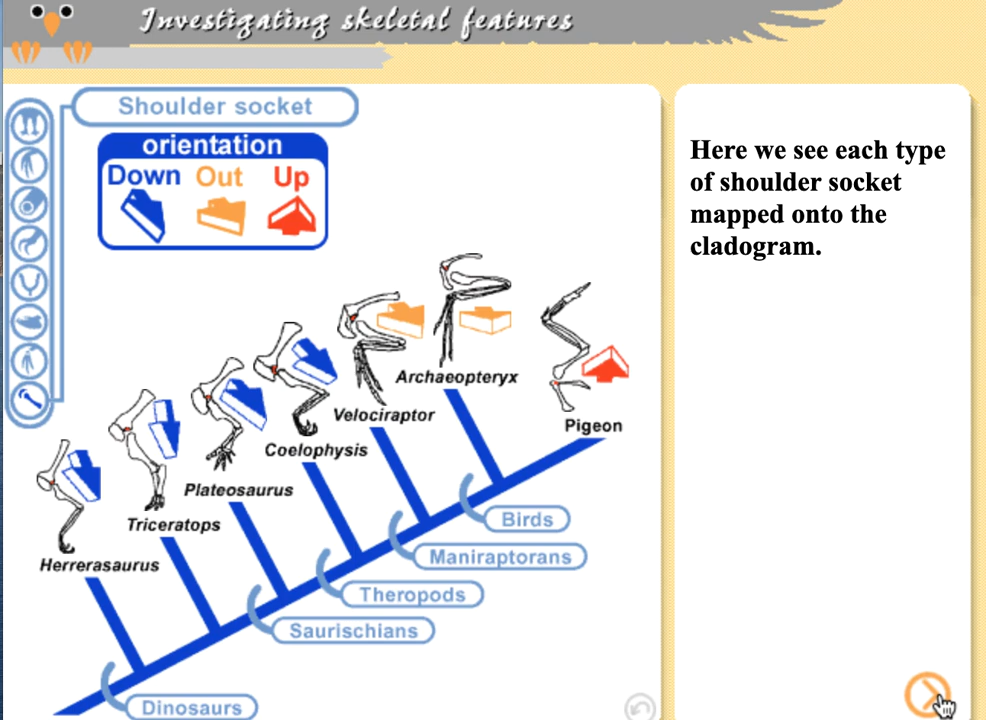 Investigating skeletal features
Shoulder socket
orientation
Down Out Up
Here we see each type
of shoulder socket
mapped onto the
cladogram.
Archaeopteryx
Velociraptor
Pigeon
Coelophysis
Plateosaurus
Triceratops
Herrerasaurus
Birds
Maniraptorans
Theropods
Saurischians
Dinosaurs